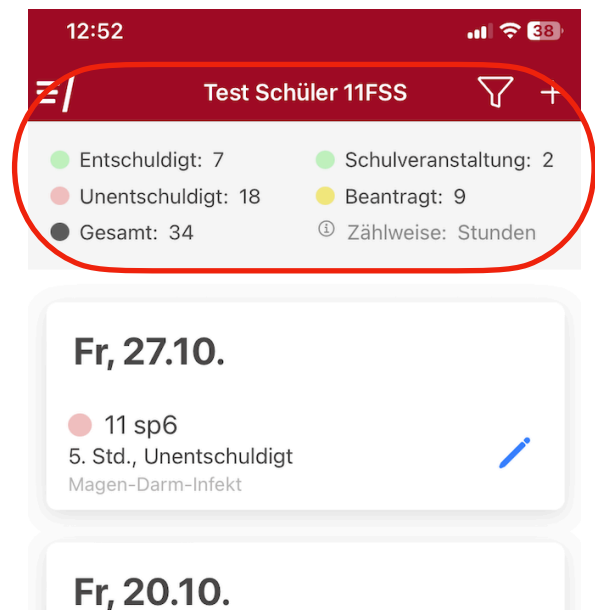 12:52 38
Test Schüler 11FSS
Entschuldigt: 7 Schulveranstaltung: 2
Unentschuldigt: 18 Beantragt: 9
Gesamt: 34 Zählweise: Stunden
Fr, 27.10.
11 sp6
5. Std., Unentschuldigt
Magen-Darm-Infekt
Fr, 20.10.